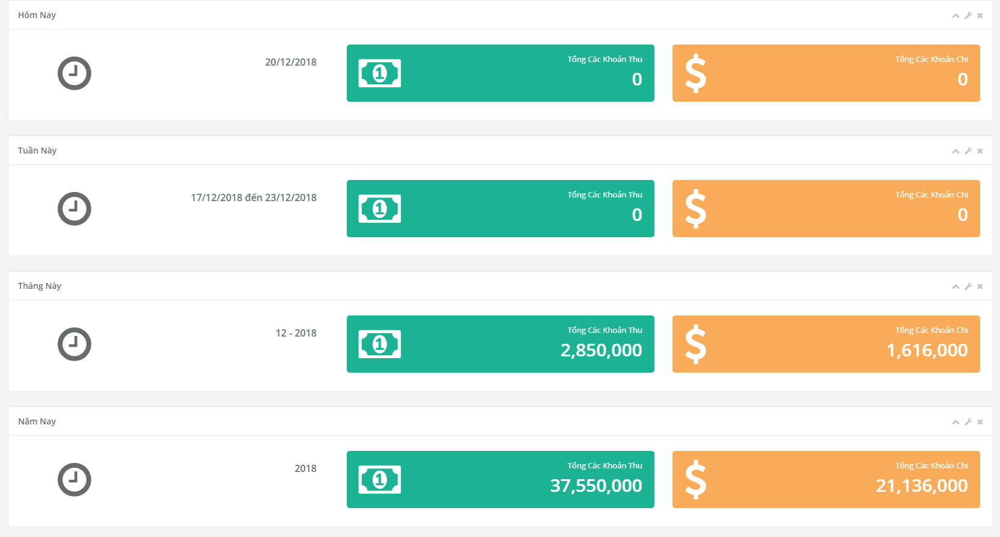 Hôm Nay
20/12/2018
Tổng Các Khoản Thu
0
Tổng Các Khoản Chi
0
Tuần Này
17/12/2018 đến 23/12/2018
Tổng Các Khoản Thu
0
Tổng Các Khoản Chi
0
Tháng Này
12 - 2018
Tổng Các Khoản Thu
2,850,000
Tổng Các Khoản Chi
1,616,000
Năm Nay
2018
Tổng Các Khoản Thu
37,550,000
Tổng Các Khoản Chi
21,136,000